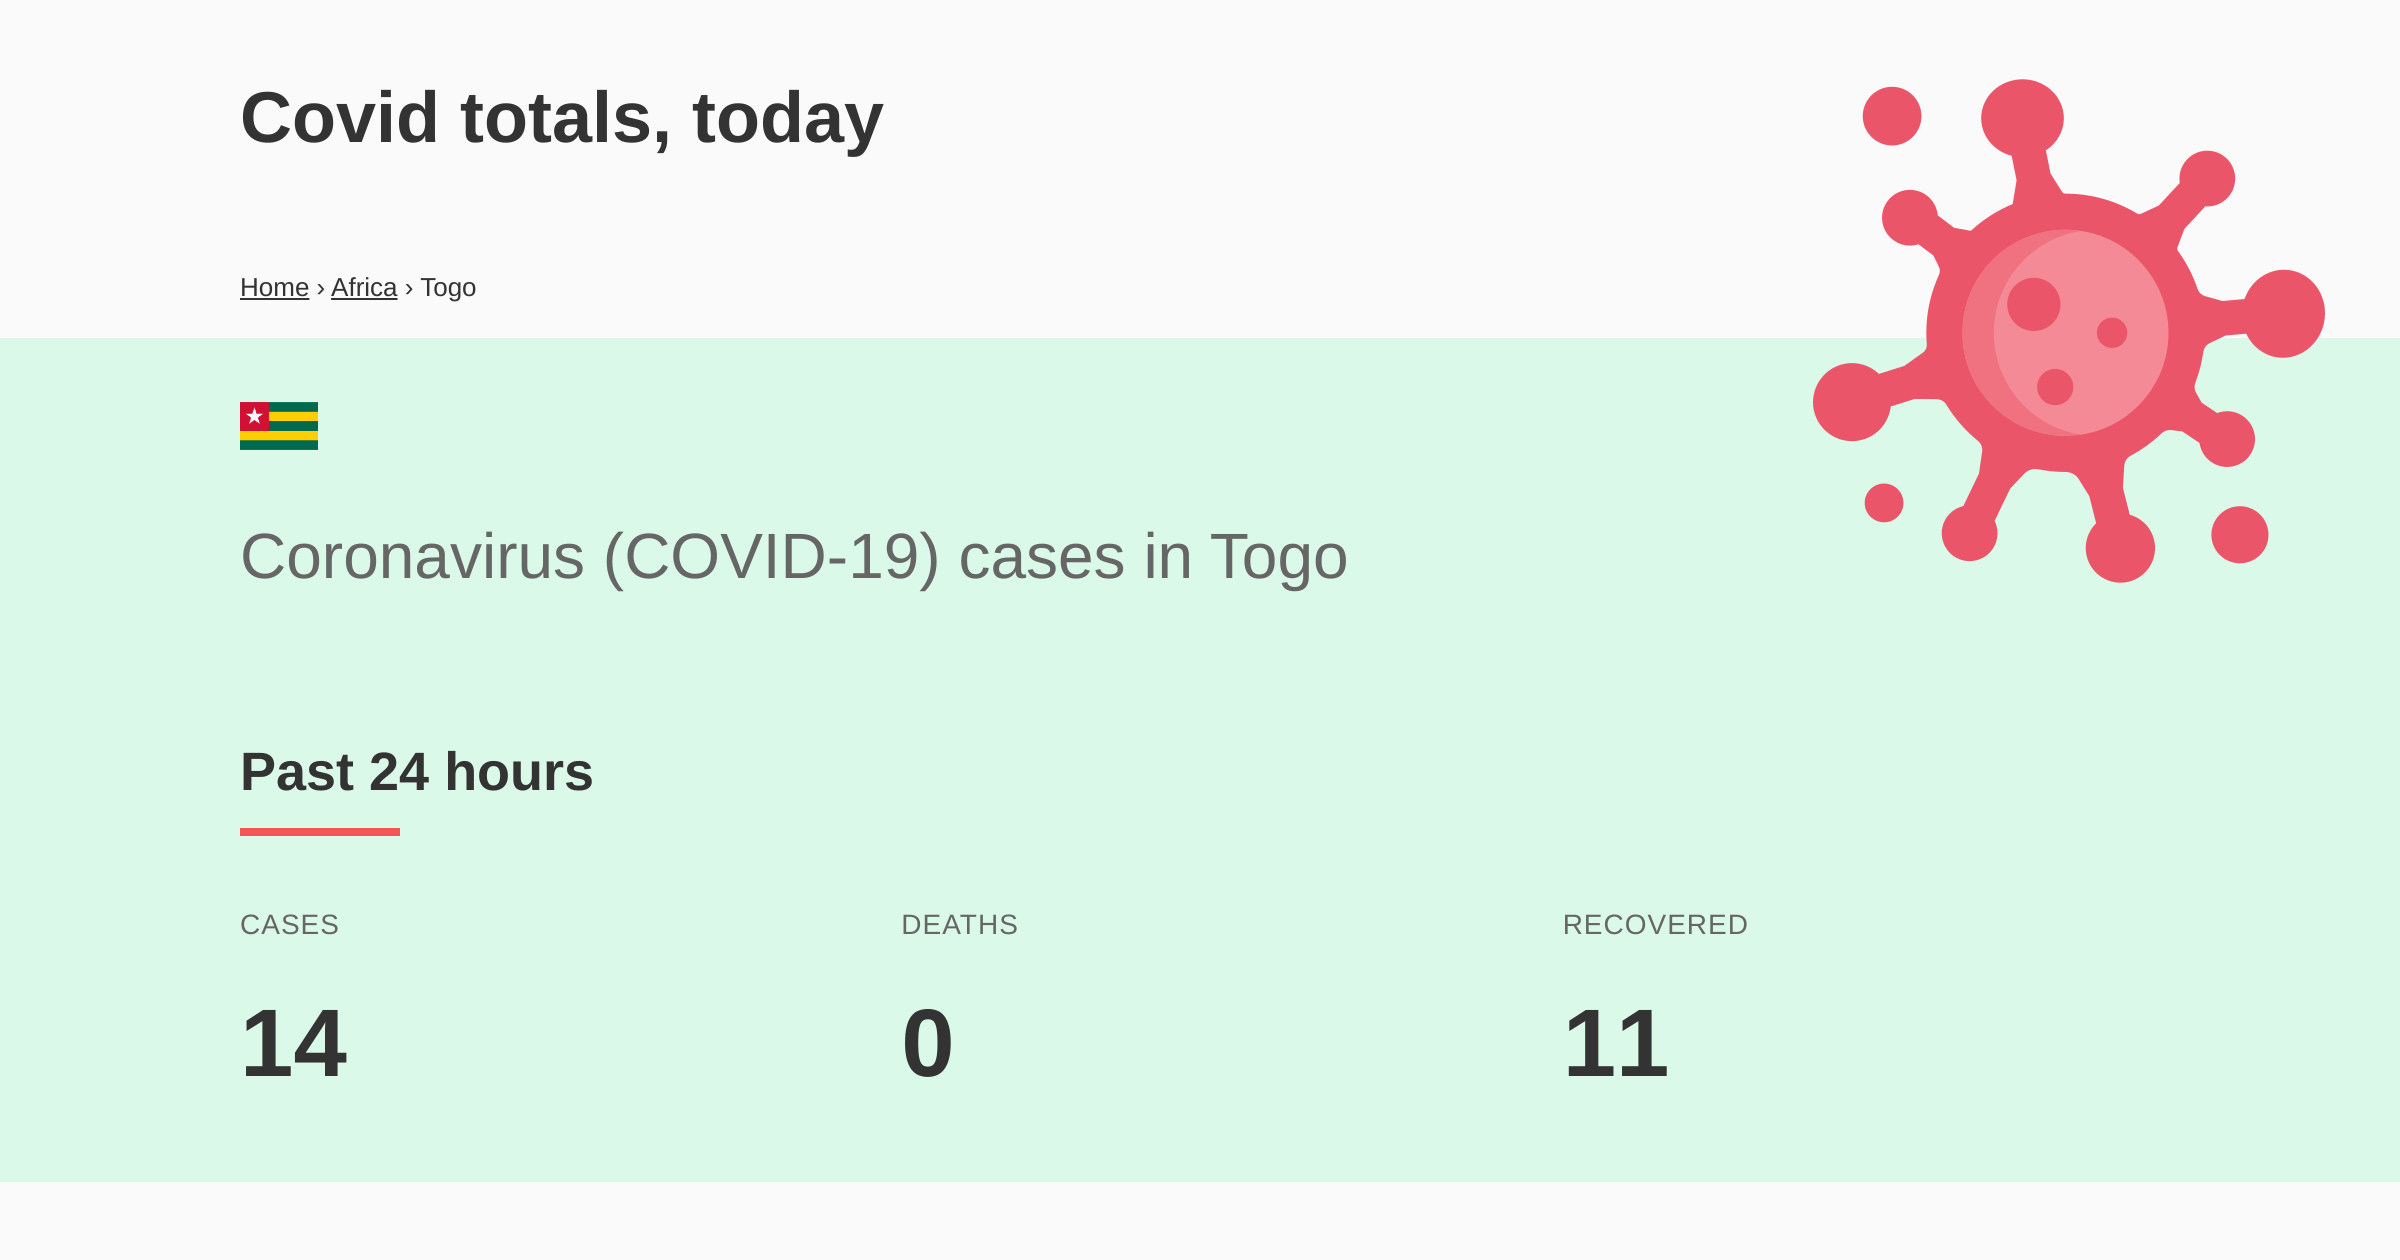 Covid totals, today
Home › Africa › Togo
Coronavirus (COVID-19) cases in Togo
Past 24 hours
CASES DEATHS RECOVERED
14 0 11